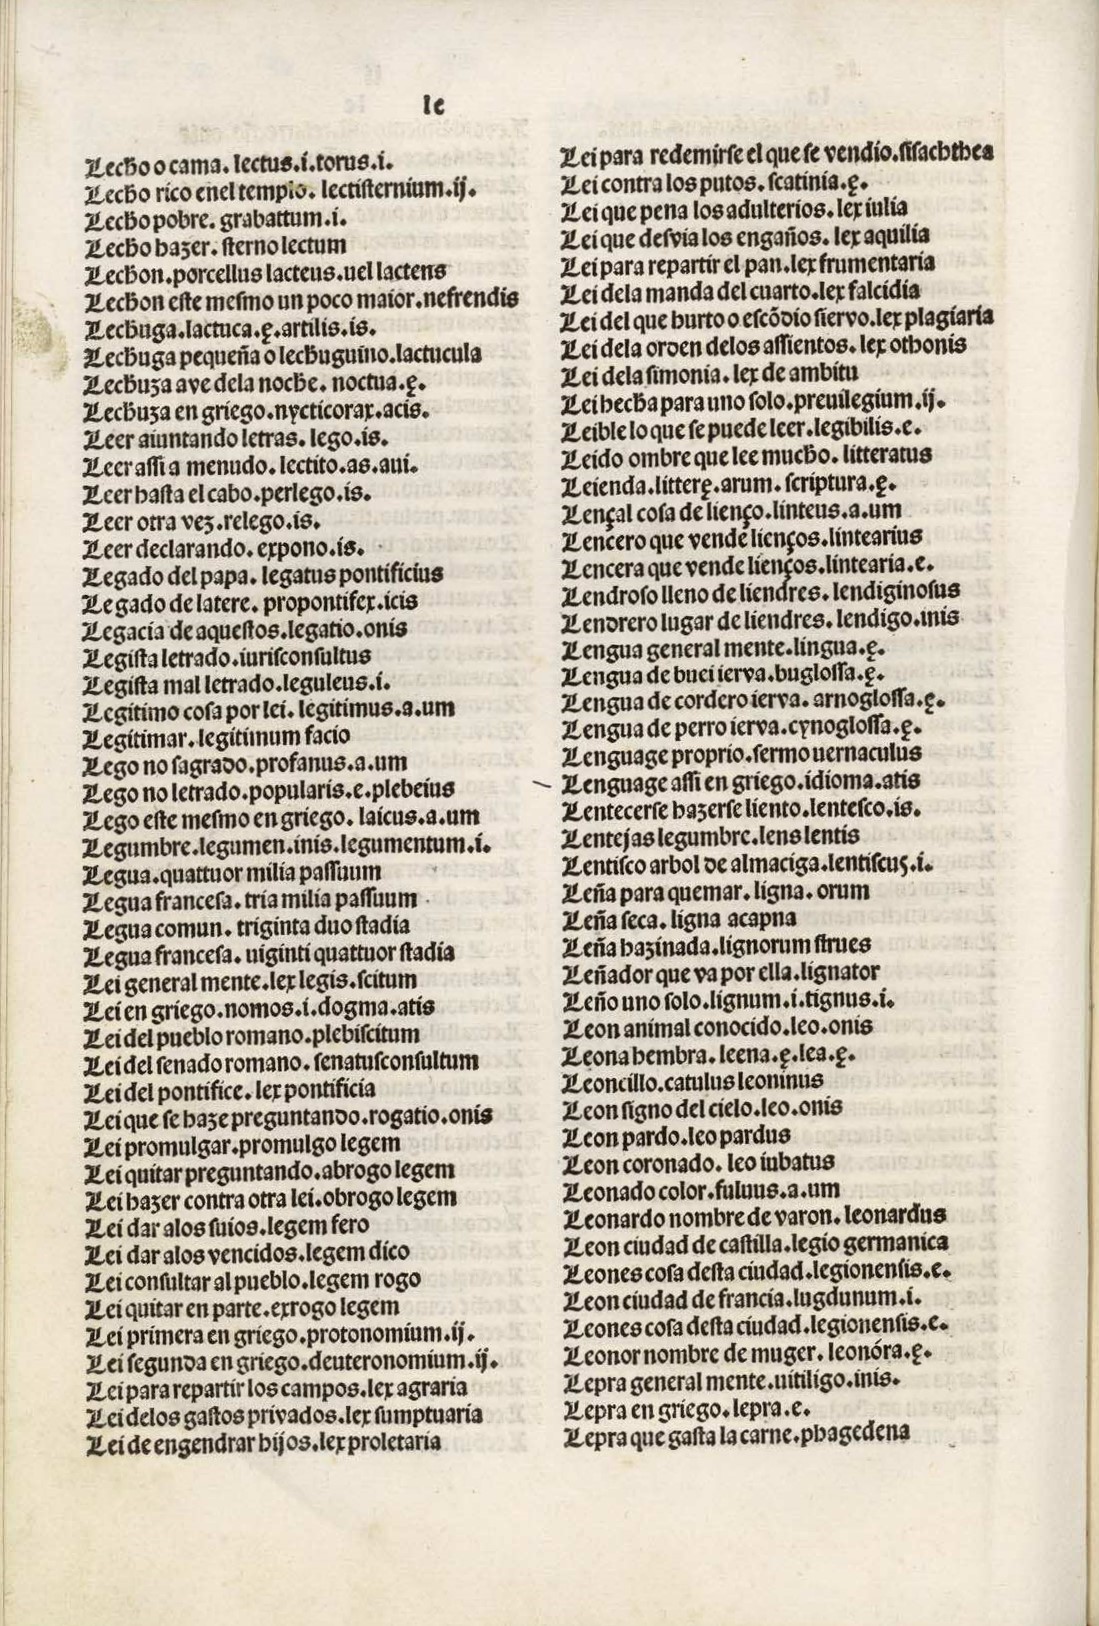 le
Lecho o cama. lectus.i.torus.i.
Lecho rico enel templo. lectisternium.ij.
Lecho pobre. grabattum.i.
Lecho hazer. sterno lectum
Lechon.porcellus lacteus.uel lactens
Lechon este mesmo un poco maior.nefrendis
Lechuga.lactuca.ę.artilis.is.
Lechuga pequeña o lechuguino.lactucula
Lechuza ave dela noche. noctua.ę.
Lechuza en griego.nycticorax.acis.
Leer aiuntando letras. lego.is.
Leer assi a menudo. lectito.as.aui.
Leer hasta el cabo.perlego.is.
Leer otra vez.relego.is.
Leer declarando. expono.is.
Legado del papa. legatus pontificius
Legado de latere. propontifex.icis
Legacia de aquestos.legatio.onis
Legista letrado.iurisconsultus
Legista mal letrado.leguleus.i.
Legitimo cosa por lei. legitimus.a.um
Legitimar.legitimum facio
Lego no sagrado.profanus.a.um
Lego no letrado.popularis.e.plebeius
Lego este mesmo en griego. laicus.a.um
Legumbre.legumen.inis.legumentum.i.
Legua.quattuor milia passuum
Legua francesa. tria milia passuum
Legua comun. triginta duo stadia
Legua francesa. uiginti quattuor stadia
Lei general mente.lex legis.scitum
Lei en griego.nomos.i.dogma.atis
Lei del pueblo romano.plebiscitum
Lei del senado romano. senatusconsultum
Lei del pontifice.lex pontificia
Lei que se haze preguntando.rogatio.onis
Lei promulgar.promulgo legem
Lei quitar preguntando.abrogo legem
Lei hazer contra otra lei.obrogo legem
Lei dar alos suios.legem fero
Lei dar alos vencidos.legem dico
Lei consultar al pueblo.legem rogo
Lei quitar en parte.exrogo legem
Lei primera en griego.protonomium.ij.
Lei segunda en griego.deuteronomium.ij.
Lei para repartir los campos.lex agraria
Lei delos gastos privados.lex sumptuaria
Lei de engendrar hijos.lex proletaria
Lei para redemirse el que se vendio.sisachthea
Lei contra los putos. scatinia.ę.
Lei que pena los adulterios. lex iulia
Lei que desvia los engaños. lex aquilia
Lei para repartir el pan.lex frumentaria
Lei dela manda del cuarto.lex falcidia
Lei del que hurto o escōdio siervo.lex plagiaria
Lei dela orden delos assientos. lex othonis
Lei dela simonia. lex de ambitu
Lei hecha para uno solo.preuilegium.ij.
Leible lo que se puede leer.legibilis.e.
Leido ombre que lee mucho. litteratus
Leienda.litterę.arum. scriptura.ę.
Lençal cosa de lienço.linteus.a.um
Lencero que vende lienços.lintearius
Lencera que vende lienços.lintearia.e.
Lendroso lleno de liendres. lendiginosus
Lendrero lugar de liendres. lendigo.inis
Lengua general mente.lingua.ę.
Lengua de buei ierva.buglossa.ę.
Lengua de cordero ierva. arnoglossa.ę.
Lengua de perro ierva.cynoglossa.ę.
Lenguage proprio.sermo uernaculus
Lenguage assi en griego.idioma.atis
Lentecerse hazerse liento.lentesco.is.
Lentejas legumbre.lens lentis
Lentisco arbol de almaciga.lentiscuꝫ.i.
Leña para quemar. ligna. orum
Leña seca. ligna acapna
Leña hazinada.lignorum strues
Leñador que va por ella.lignator
Leño uno solo.lignum.i.tignus.i.
Leon animal conocido.leo.onis
Leona hembra. leena.ę.lea.ę.
Leoncillo.catulus leoninus
Leon signo del cielo.leo.onis
Leon pardo.leo pardus
Leon coronado. leo iubatus
Leonado color.fuluus.a.um
Leonardo nombre de varon. leonardus
Leon ciudad de castilla.legio germanica
Leones cosa desta ciudad.legionensis.e.
Leon ciudad de francia.lugdunum.i.
Leones cosa desta ciudad.legionensis.e.
Leonor nombre de muger. leonóra.ę.
Lepra general mente.uitiligo.inis.
Lepra en griego.lepra.e.
Lepra que gasta la carne.phagedena